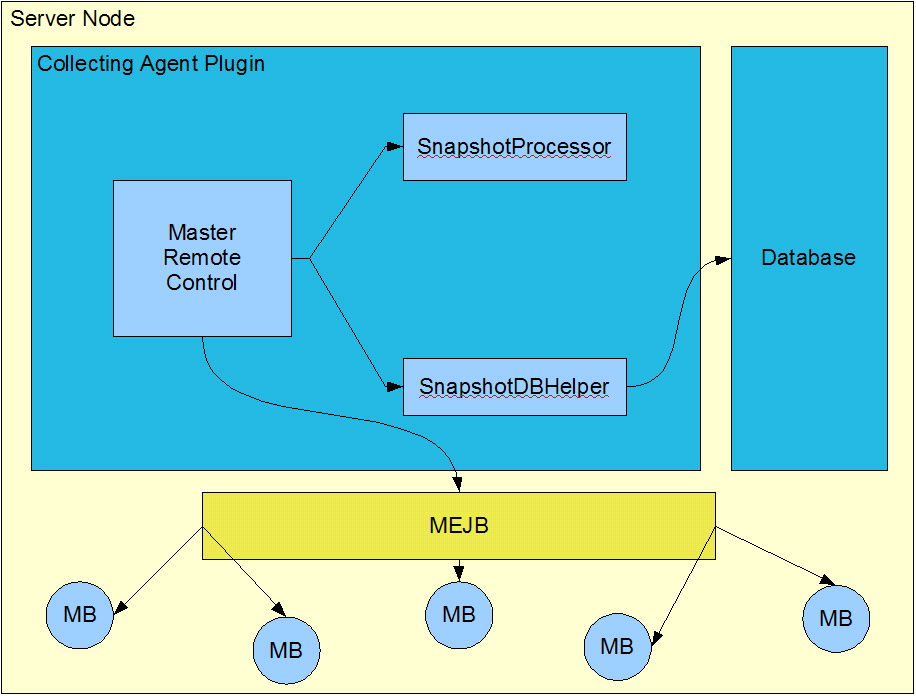 Server Node
Collecting Agent Plugin
SnapshotProcessor
Master
Remote
Control
Database
SnapshotDBHelper
MEJB
MB
MB
MB
MB
MB